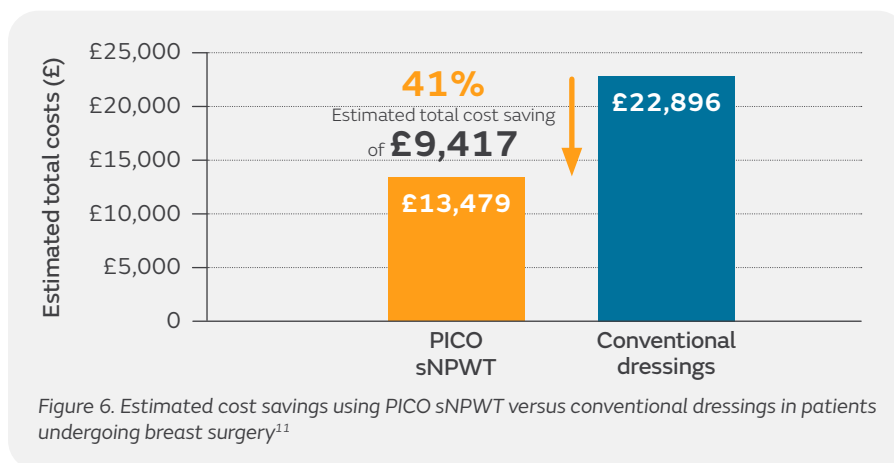 Estimated total costs (£)
£25,000
£20,000
£15,000
£10,000
£5,000
0
41%
Estimated total cost saving
of £9,417
£13,479
£22,896
PICO
sNPWT
Conventional
dressings
Figure 6. Estimated cost savings using PICO sNPWT versus conventional dressings in patients
undergoing breast surgery¹¹